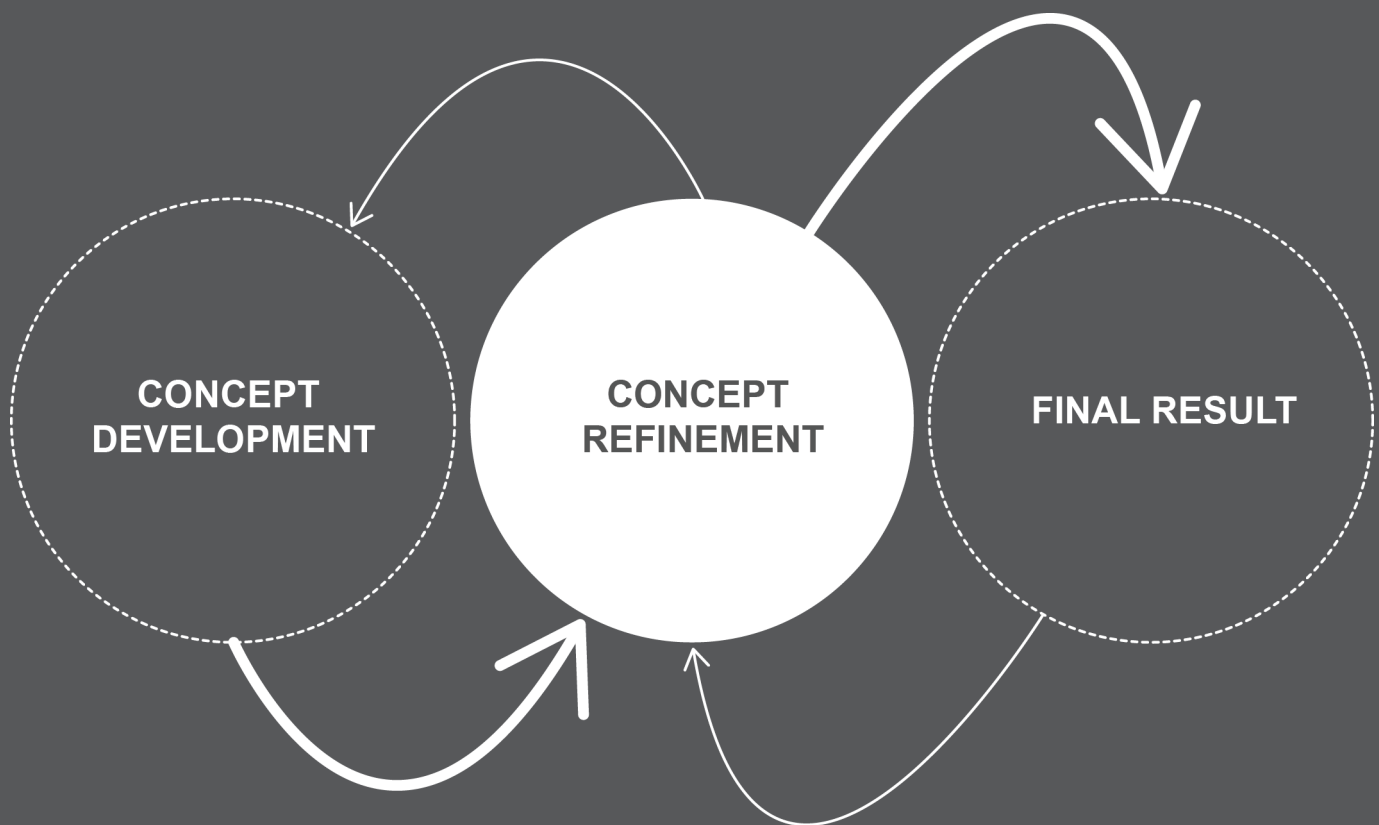 CONCEPT
DEVELOPMENT
CONCEPT
REFINEMENT
FINAL RESULT